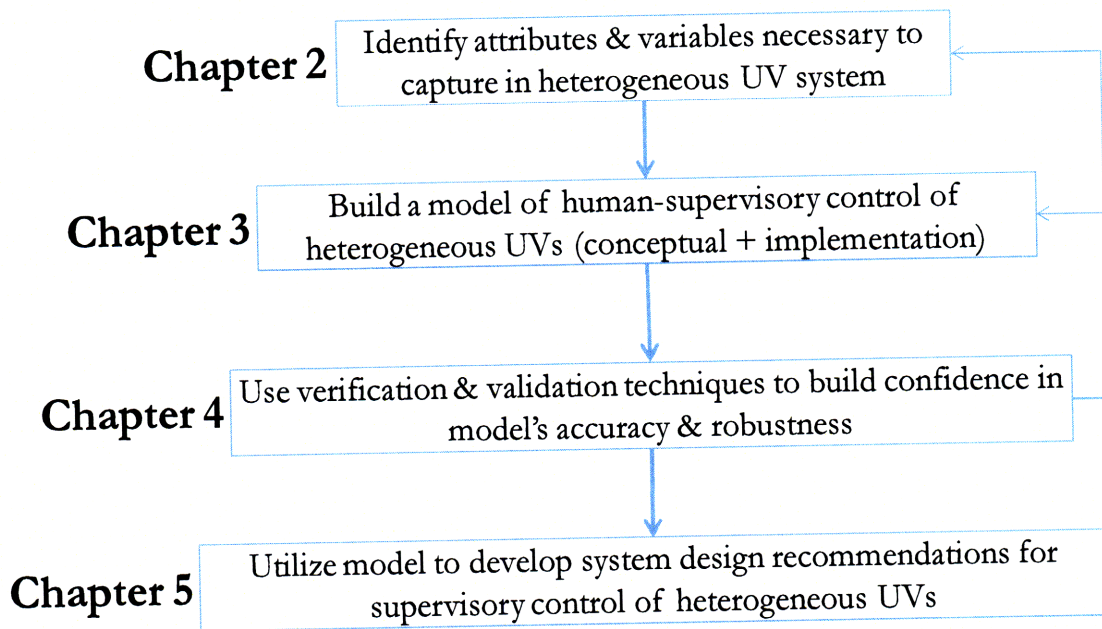 Chapter 2
Identify attributes & variables necessary to
capture in heterogeneous UV system
Chapter 3
Build a model of human-supervisory control of
heterogeneous UVs (conceptual + implementation)
Chapter 4
Use verification & validation techniques to build confidence in
model's accuracy & robustness
Chapter 5
Utilize model to develop system design recommendations for
supervisory control of heterogeneous UVs